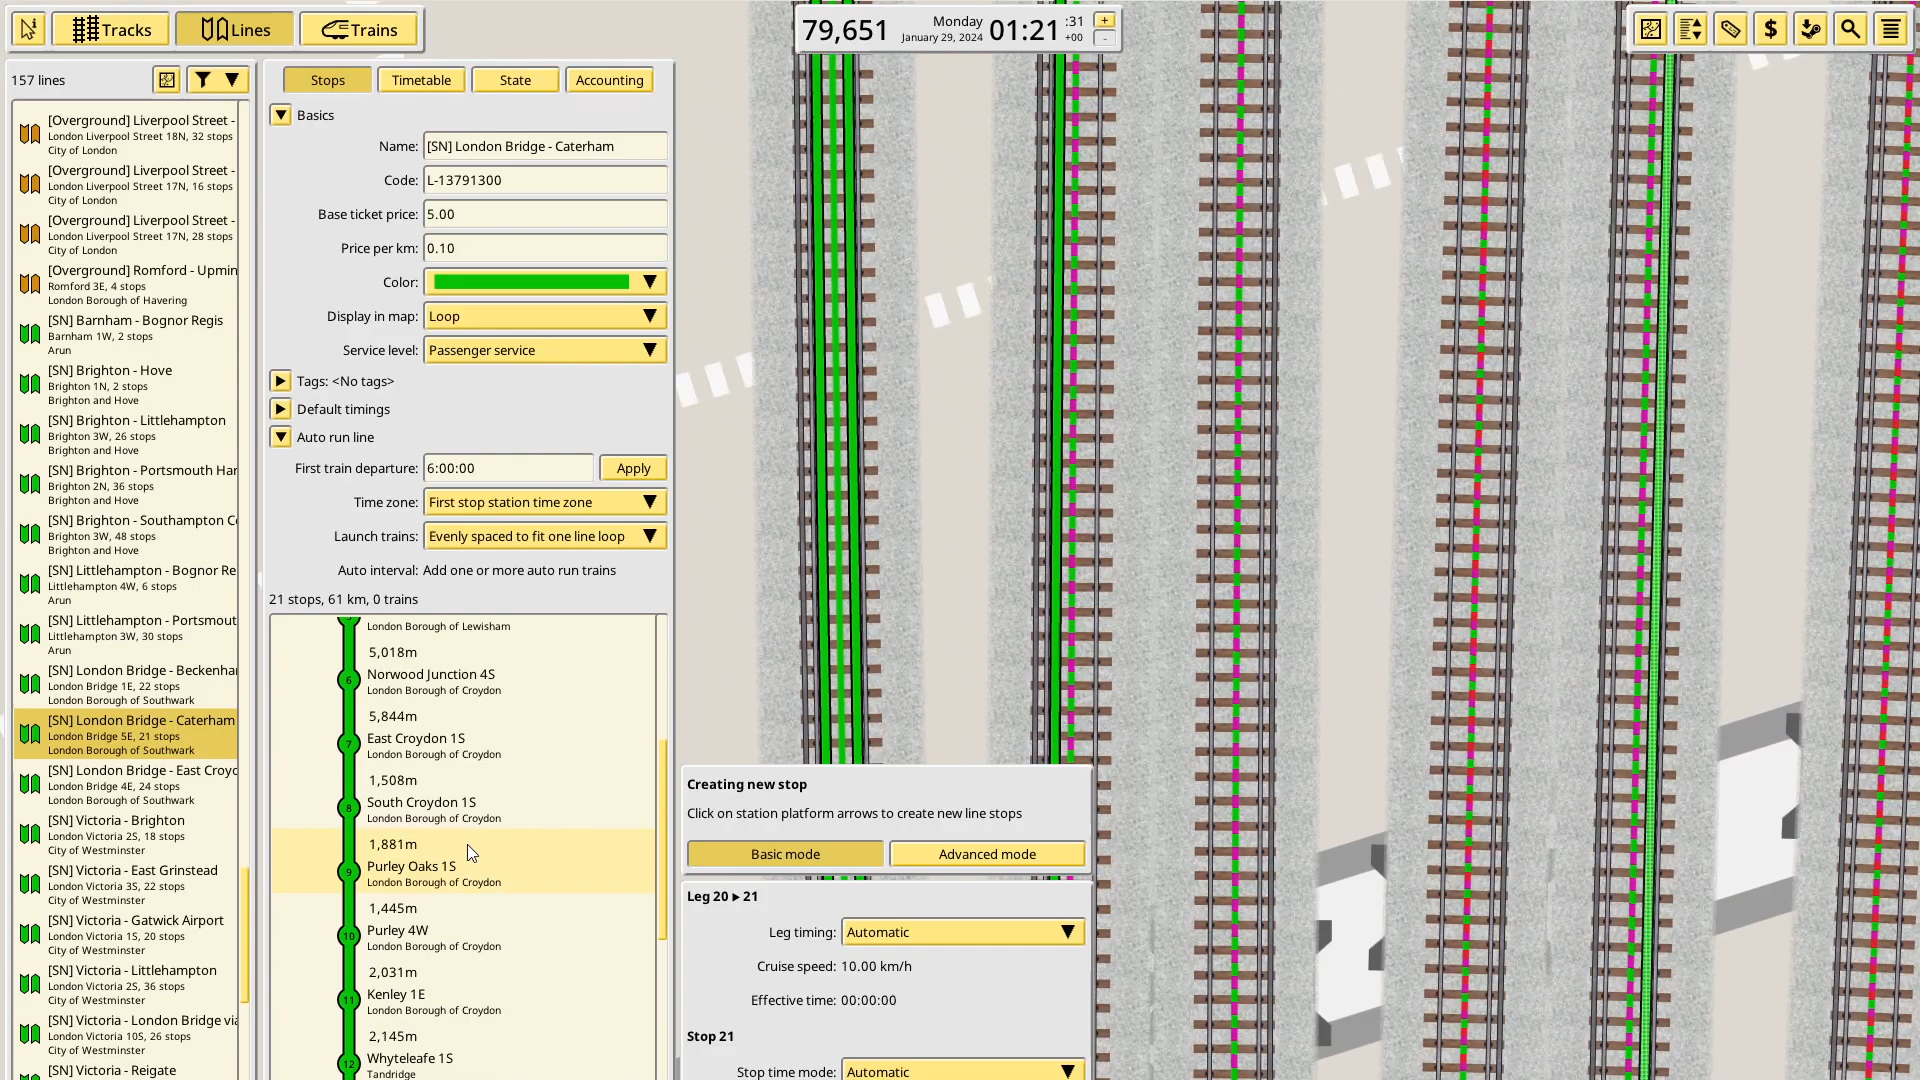 Tracks
Lines
Trains
79,651
Monday
January 29, 2024
01:21
:31
+00
+
-
$
157 lines
[Overground] Liverpool Street -
London Liverpool Street 18N, 32 stops
City of London
[Overground] Liverpool Street -
London Liverpool Street 17N, 16 stops
City of London
[Overground] Liverpool Street -
London Liverpool Street 17N, 28 stops
City of London
[Overground] Romford - Upmin
Romford 3E, 4 stops
London Borough of Havering
[SN] Barnham - Bognor Regis
Barnham 1W, 2 stops
Arun
[SN] Brighton - Hove
Brighton 1N, 2 stops
Brighton and Hove
[SN] Brighton - Littlehampton
Brighton 3W, 26 stops
Brighton and Hove
[SN] Brighton - Portsmouth Har
Brighton 2N, 36 stops
Brighton and Hove
[SN] Brighton - Southampton Ce
Brighton 3W, 48 stops
Brighton and Hove
[SN] Littlehampton - Bognor Re
Littlehampton 4W, 6 stops
Arun
[SN] Littlehampton - Portsmout
Littlehampton 3W, 30 stops
Arun
[SN] London Bridge - Beckenhar
London Bridge 1E, 22 stops
London Borough of Southwark
[SN] London Bridge - Caterham
London Bridge 5E, 21 stops
London Borough of Southwark
[SN] London Bridge - East Croyd
London Bridge 4E, 24 stops
London Borough of Southwark
[SN] Victoria - Brighton
London Victoria 2S, 18 stops
City of Westminster
[SN] Victoria - East Grinstead
London Victoria 3S, 22 stops
City of Westminster
[SN] Victoria - Gatwick Airport
London Victoria 1S, 20 stops
City of Westminster
[SN] Victoria - Littlehampton
London Victoria 2S, 36 stops
City of Westminster
[SN] Victoria - London Bridge via
London Victoria 10S, 26 stops
City of Westminster
[SN] Victoria - Reigate
Stops
Timetable
State
Accounting
Basics
Name: [SN] London Bridge - Caterham
Code: L-13791300
Base ticket price: 5.00
Price per km: 0.10
Color:
Display in map: Loop
Service level: Passenger service
Tags: <No tags>
Default timings
Auto run line
First train departure: 6:00:00 Apply
Time zone: First stop station time zone
Launch trains: Evenly spaced to fit one line loop
Auto interval: Add one or more auto run trains
21 stops, 61 km, 0 trains
London Borough of Lewisham
5,018m
6 Norwood Junction 4S
London Borough of Croydon
5,844m
7 East Croydon 1S
London Borough of Croydon
1,508m
8 South Croydon 1S
London Borough of Croydon
1,881m
9 Purley Oaks 1S
London Borough of Croydon
1,445m
10 Purley 4W
London Borough of Croydon
2,031m
11 Kenley 1E
London Borough of Croydon
2,145m
12 Whyteleafe 1S
Tandridge
Creating new stop
Click on station platform arrows to create new line stops
Basic mode
Advanced mode
Leg 20 ▸ 21
Leg timing: Automatic
Cruise speed: 10.00 km/h
Effective time: 00:00:00
Stop 21
Stop time mode: Automatic